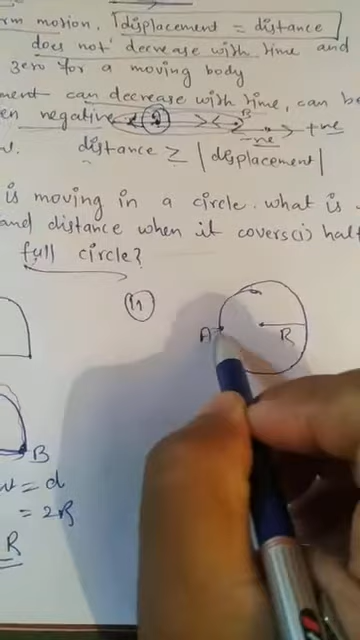 rm motion, |displacement = distance|
does not decrease with time and
zero for a moving body
ment can decrease with time, can be
en negative B +ne
-ne
distance ≥ |displacement|
is moving in a circle. what is
and distance when it covers (i) half
full circle?
A R
B
= d
= 2R
R